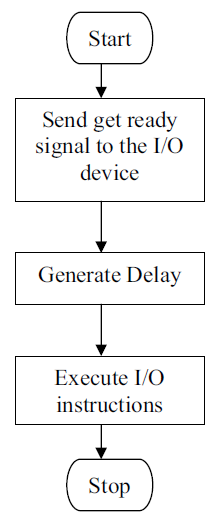 Start
Send get ready
signal to the I/O
device
Generate Delay
Execute I/O
instructions
Stop